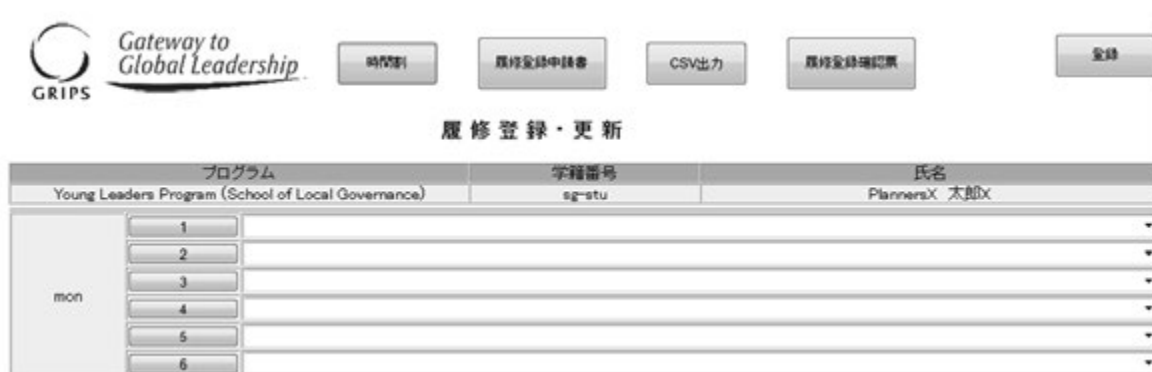 Gateway to
Global Leadership
GRIPS
時間割
履修登録申請書
CSV出力
履修登録確認票
登録
履修登録・更新
プログラム 学籍番号 氏名
Young Leaders Program (School of Local Governance) sg-stu PlannersX 太郎X
mon
1
2
3
4
5
6